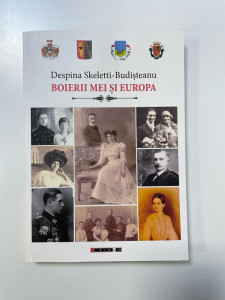 Despina Skeletti-Budișteanu
BOIERII MEI ȘI EUROPA